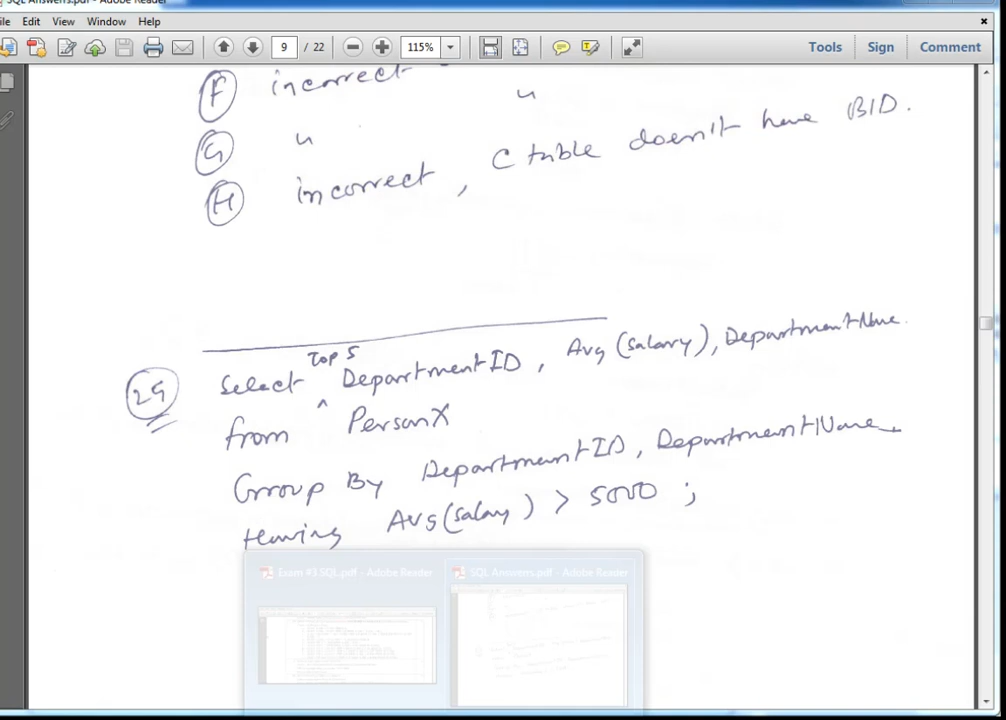 SQL Answers.pdf - Adobe Reader
File Edit View Window Help
9 / 22 115% Tools Sign Comment
F incorrect
G " "
H incorrect, C table doesn't have BID.
Top 5
Select ^ DepartmentID, Avg (salary), DepartmentName.
from PersonX
Group By DepartmentID, DepartmentName
Having Avg(salary) > 5000 ;
Exam #3 SQL.pdf - Adobe Reader SQL Answers.pdf - Adobe Reader